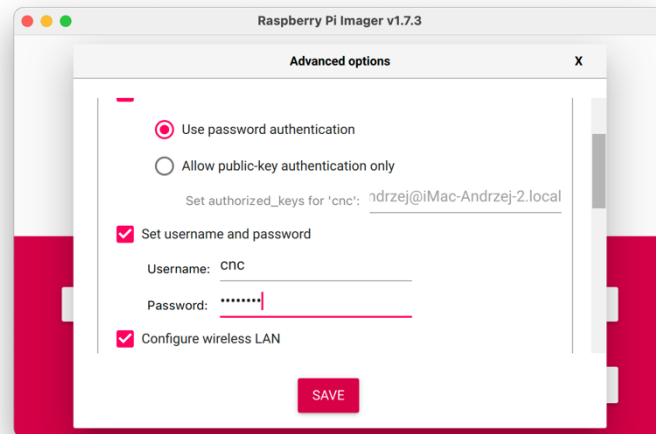 Raspberry Pi Imager v1.7.3
Advanced options X
Use password authentication
Allow public-key authentication only
Set authorized_keys for 'cnc': ndrzej@iMac-Andrzej-2.local
Set username and password
Username: cnc
Password: ••••••••
Configure wireless LAN
SAVE